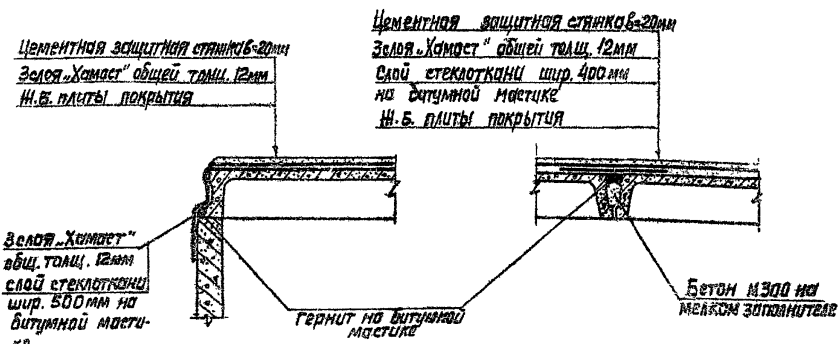 Цементная защитная стяжка δ=20мм
3 слоя „Хамаст" общей толщ. 12мм
Ж.Б. плиты покрытия
Цементная защитная стяжка δ=20мм
3 слоя „Хамаст" общей толщ. 12мм
Слой стеклоткани шир. 400 мм
на битумной мастике
Ж.Б. плиты покрытия
3 слоя „Хамаст"
общ. толщ. 12мм
слой стеклоткани
шир. 500мм на
битумной масти-
ке
Гернит на битумной
мастике
Бетон М300 на
мелком заполнителе